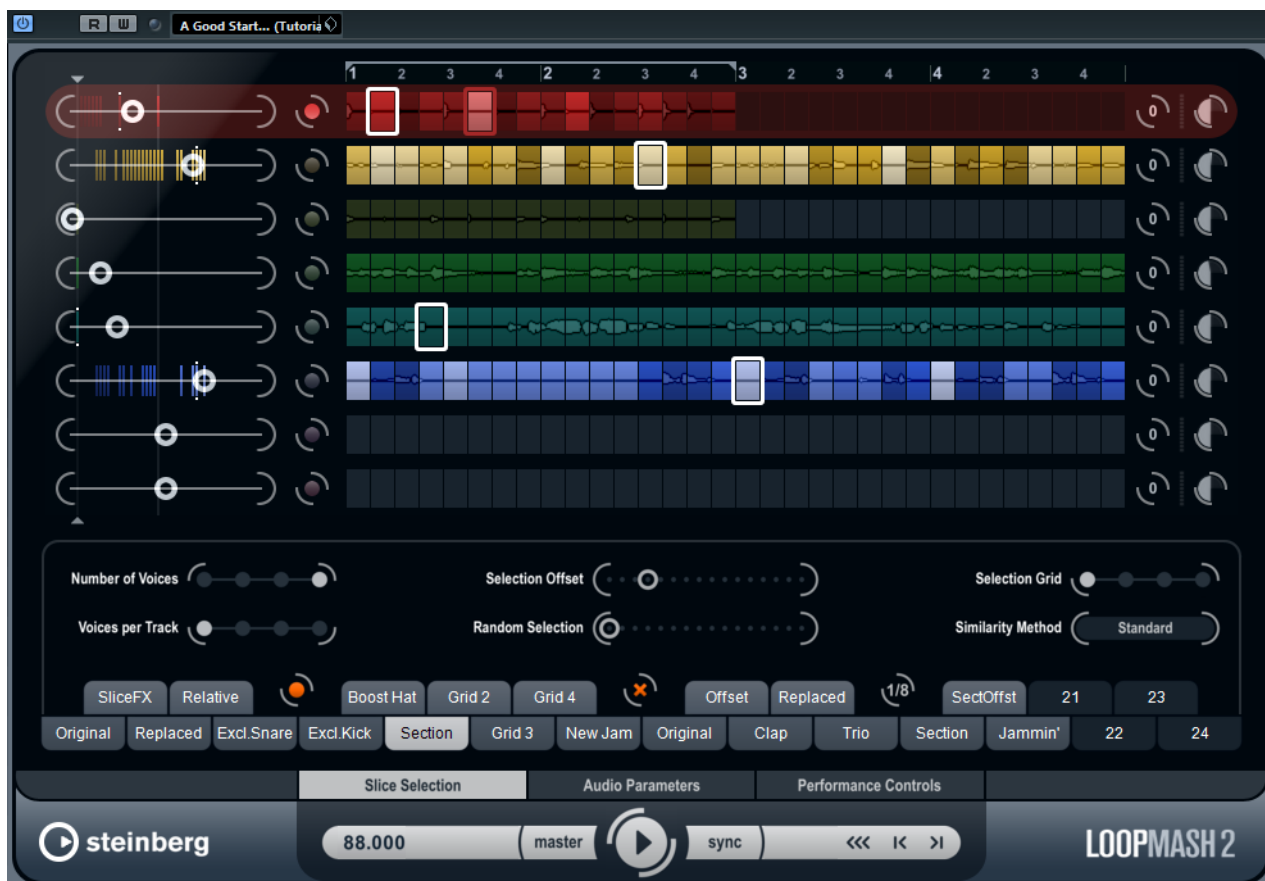 R W A Good Start... (Tutoria
1 2 3 4 2 2 3 4 3 2 3 4 4 2 3 4
0
0
0
0
0
0
0
0
Number of Voices Selection Offset Selection Grid
Voices per Track Random Selection Similarity Method Standard
SliceFX Relative Boost Hat Grid 2 Grid 4 Offset Replaced 1/8 SectOffst 21 23
Original Replaced Excl.Snare Excl.Kick Section Grid 3 New Jam Original Clap Trio Section Jammin' 22 24
Slice Selection Audio Parameters Performance Controls
steinberg 88.000 master sync LOOPMASH 2